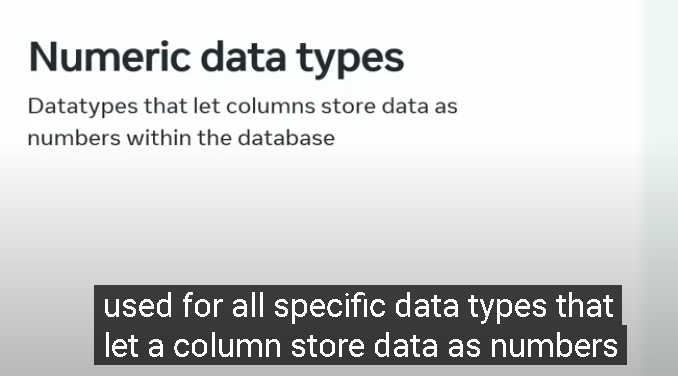 Numeric data types
Datatypes that let columns store data as
numbers within the database
used for all specific data types that
let a column store data as numbers